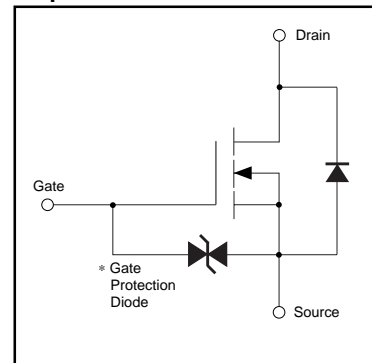 Drain
Gate
* Gate
Protection
Diode
Source